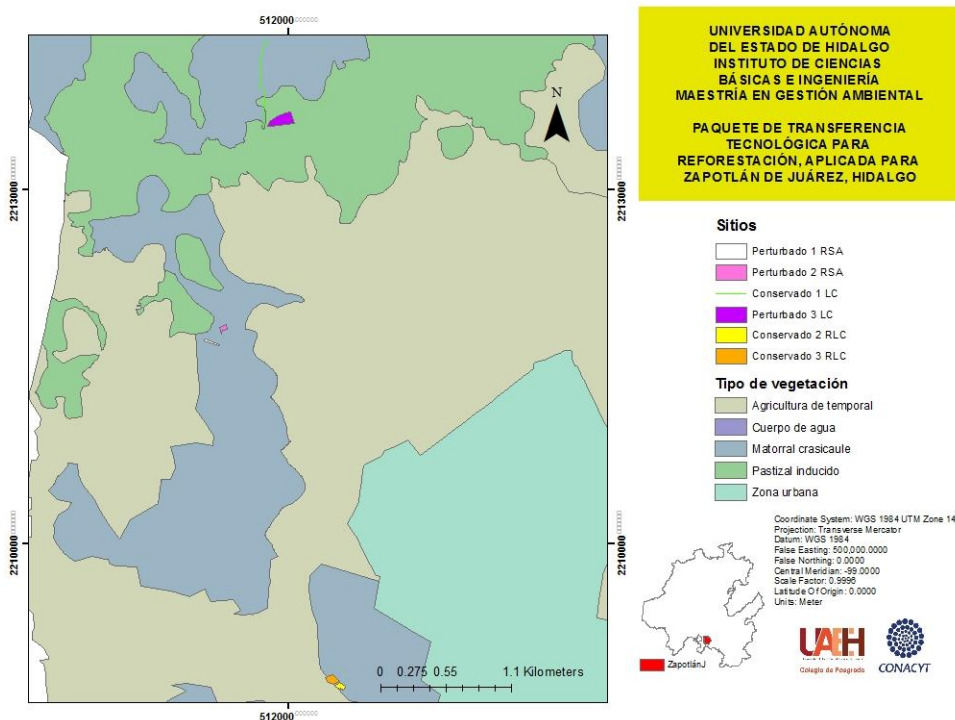 512000
UNIVERSIDAD AUTÓNOMA
DEL ESTADO DE HIDALGO
INSTITUTO DE CIENCIAS
BÁSICAS E INGENIERÍA
MAESTRÍA EN GESTIÓN AMBIENTAL
PAQUETE DE TRANSFERENCIA
TECNOLÓGICA PARA
REFORESTACIÓN, APLICADA PARA
ZAPOTLÁN DE JUÁREZ, HIDALGO
N
2213000
2213000
Sitios
Perturbado 1 RSA
Perturbado 2 RSA
Conservado 1 LC
Perturbado 3 LC
Conservado 2 RLC
Conservado 3 RLC
Tipo de vegetación
Agricultura de temporal
Cuerpo de agua
Matorral crasicaule
Pastizal inducido
Zona urbana
2210000
2210000
Coordinate System: WGS 1984 UTM Zone 14
Projection: Transverse Mercator
Datum: WGS 1984
False Easting: 500,000.0000
False Northing: 0.0000
Central Meridian: -99.0000
Scale Factor: 0.9996
Latitude Of Origin: 0.0000
Units: Meter
ZapotlánJ
UAEH
Colegio de Posgrado
CONACYT
0 0.275 0.55 1.1 Kilometers
512000